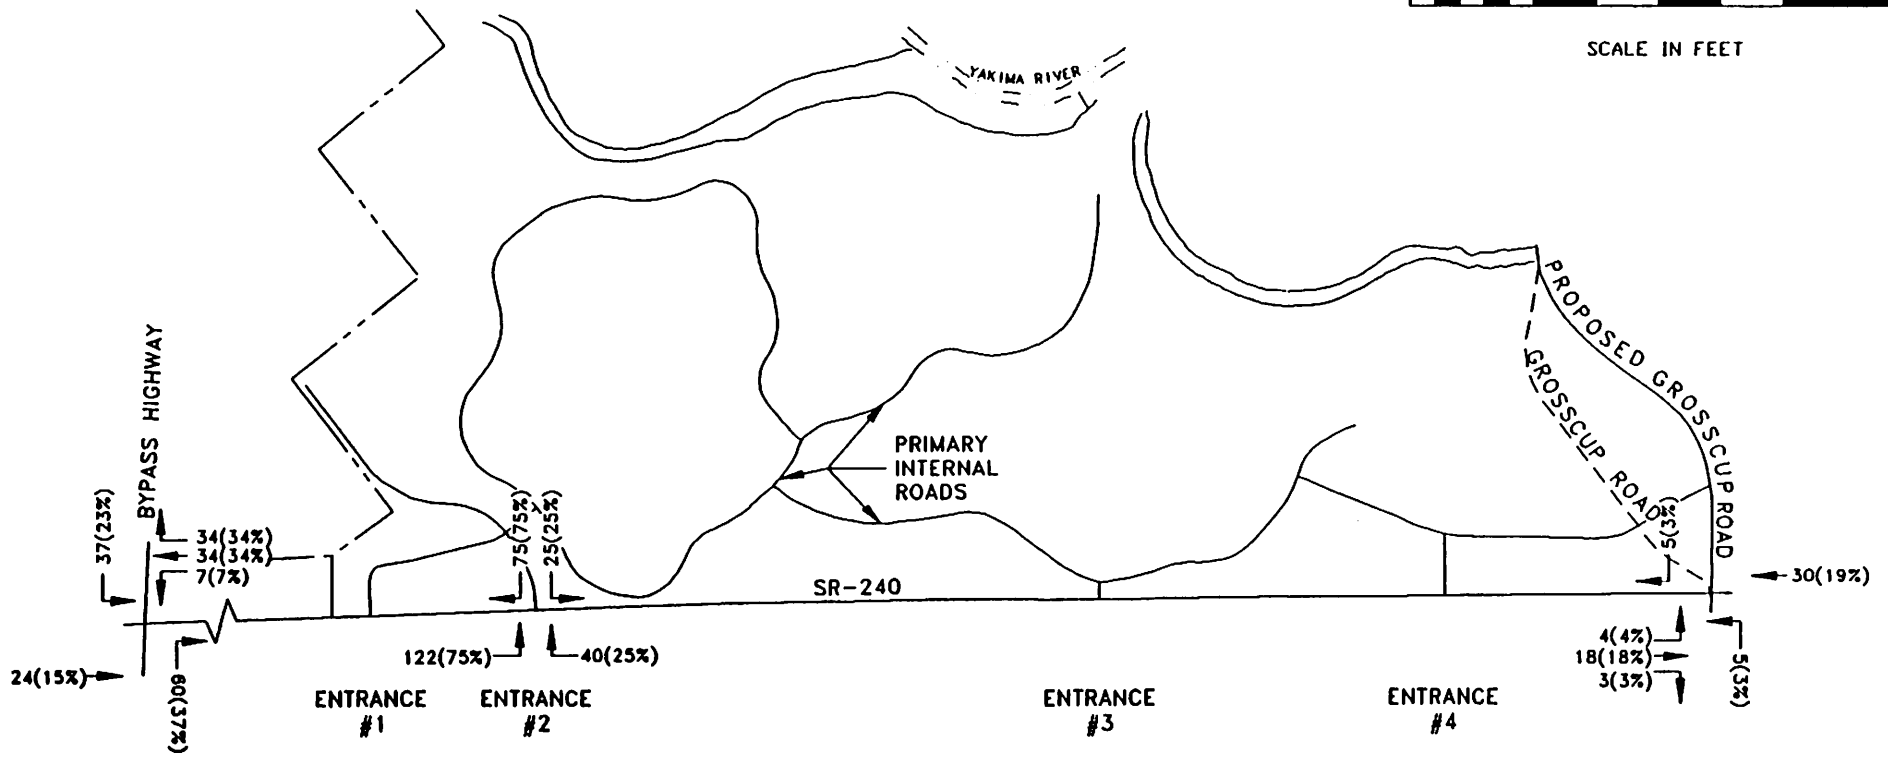 SCALE IN FEET
YAKIMA RIVER
BYPASS HIGHWAY
PROPOSED GROSSCUP ROAD
GROSSCUP ROAD
PRIMARY
INTERNAL
ROADS
37(23%)
34(34%)
34(34%)
7(7%)
75(75%)
25(25%)
5(3%)
SR-240
30(19%)
122(75%)
40(25%)
4(4%)
18(18%)
3(3%)
5(3%)
24(15%)
60(37%)
ENTRANCE
#1
ENTRANCE
#2
ENTRANCE
#3
ENTRANCE
#4